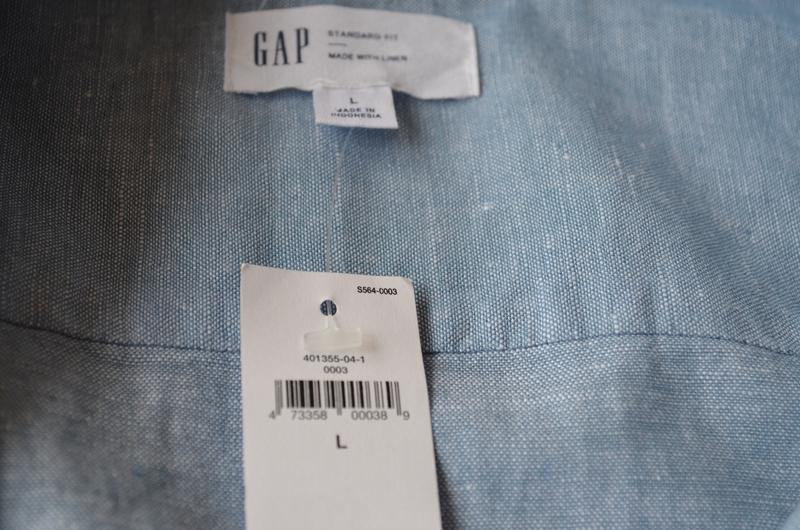 GAP
STANDARD FIT
MADE WITH LINEN
L
MADE IN
INDONESIA
S564-0003
401355-04-1
0003
4 73358 00038 9
L